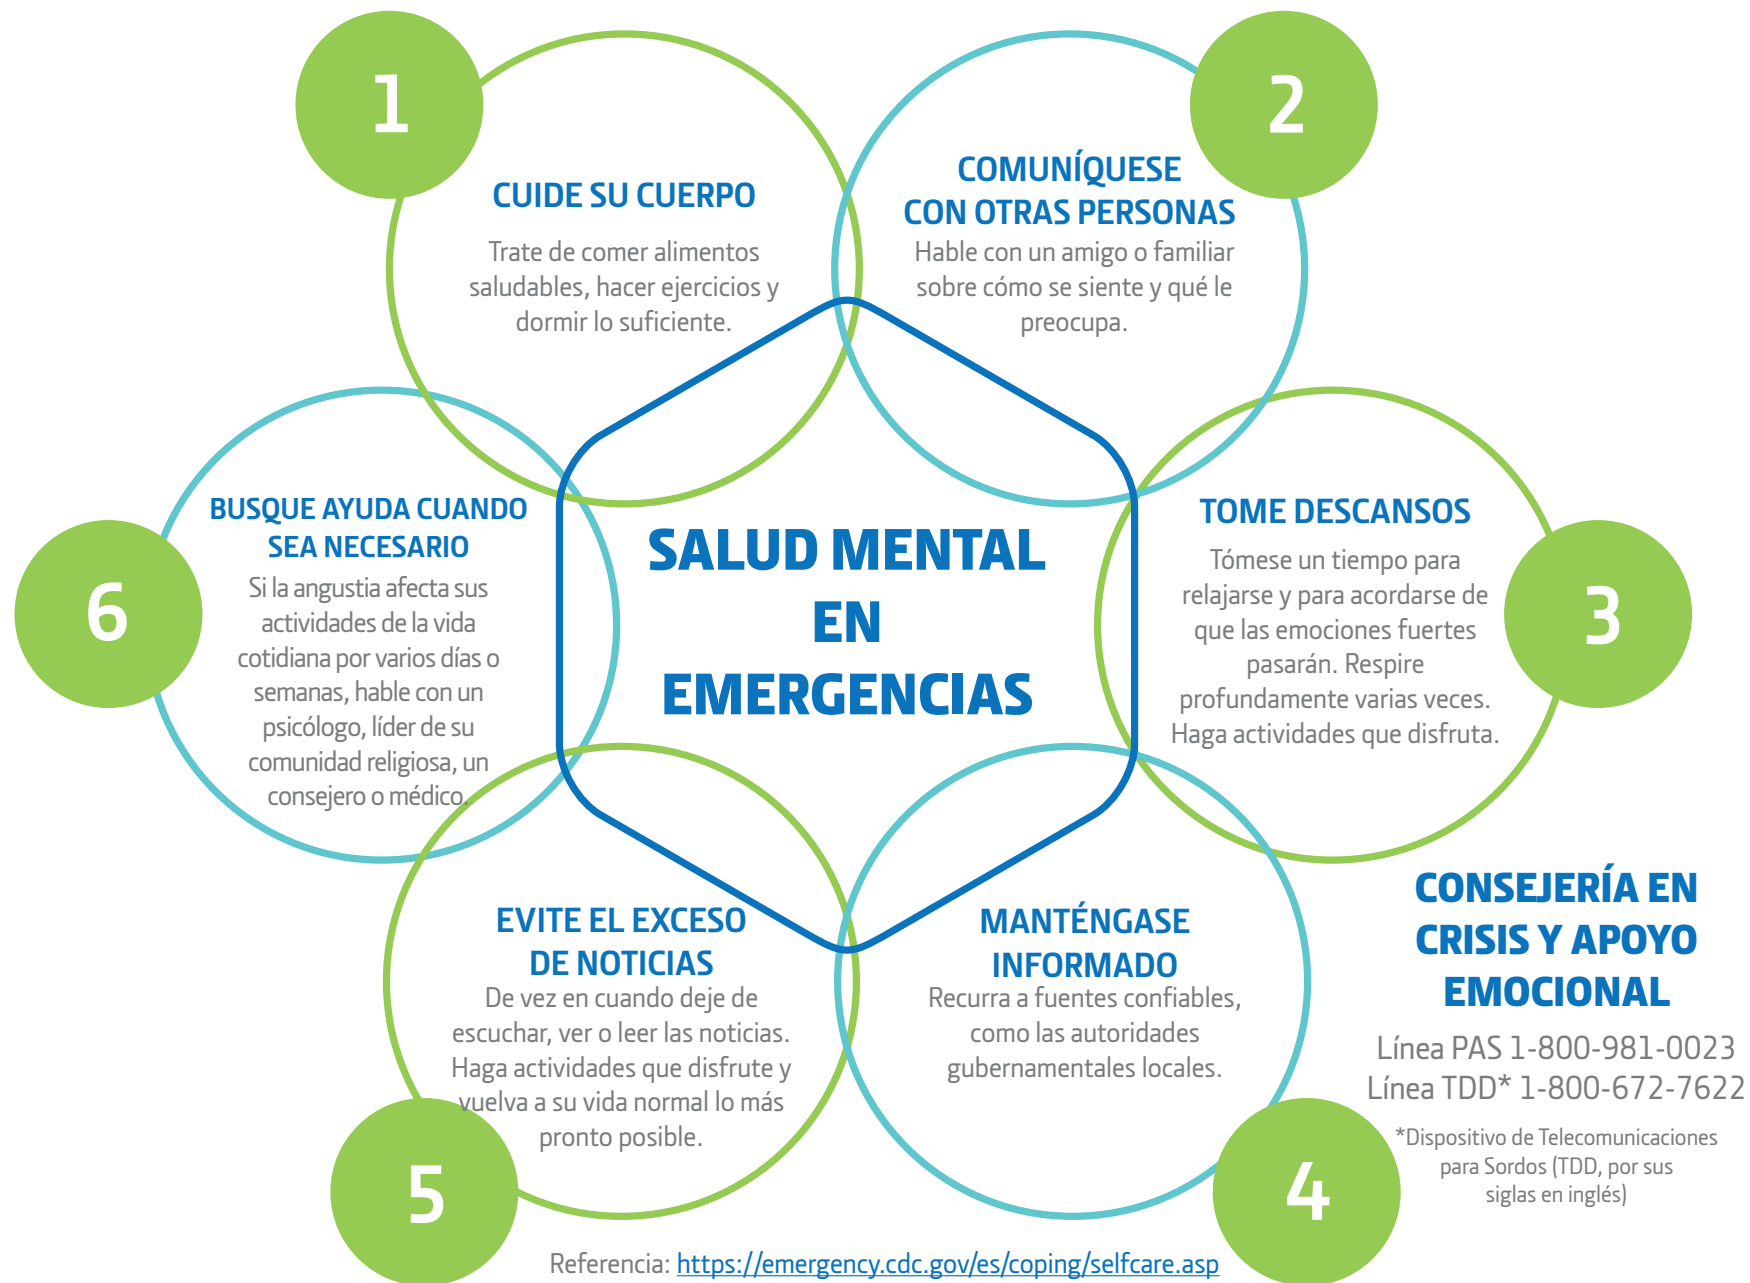 1
CUIDE SU CUERPO
Trate de comer alimentos
saludables, hacer ejercicios y
dormir lo suficiente.
2
COMUNÍQUESE
CON OTRAS PERSONAS
Hable con un amigo o familiar
sobre cómo se siente y qué le
preocupa.
SALUD MENTAL
EN
EMERGENCIAS
3
TOME DESCANSOS
Tómese un tiempo para
relajarse y para acordarse de
que las emociones fuertes
pasarán. Respire
profundamente varias veces.
Haga actividades que disfruta.
4
MANTÉNGASE
INFORMADO
Recurra a fuentes confiables,
como las autoridades
gubernamentales locales.
5
EVITE EL EXCESO
DE NOTICIAS
De vez en cuando deje de
escuchar, ver o leer las noticias.
Haga actividades que disfrute y
vuelva a su vida normal lo más
pronto posible.
6
BUSQUE AYUDA CUANDO
SEA NECESARIO
Si la angustia afecta sus
actividades de la vida
cotidiana por varios días o
semanas, hable con un
psicólogo, líder de su
comunidad religiosa, un
consejero o médico.
CONSEJERÍA EN
CRISIS Y APOYO
EMOCIONAL
Línea PAS 1-800-981-0023
Línea TDD* 1-800-672-7622
*Dispositivo de Telecomunicaciones
para Sordos (TDD, por sus
siglas en inglés)
Referencia: https://emergency.cdc.gov/es/coping/selfcare.asp